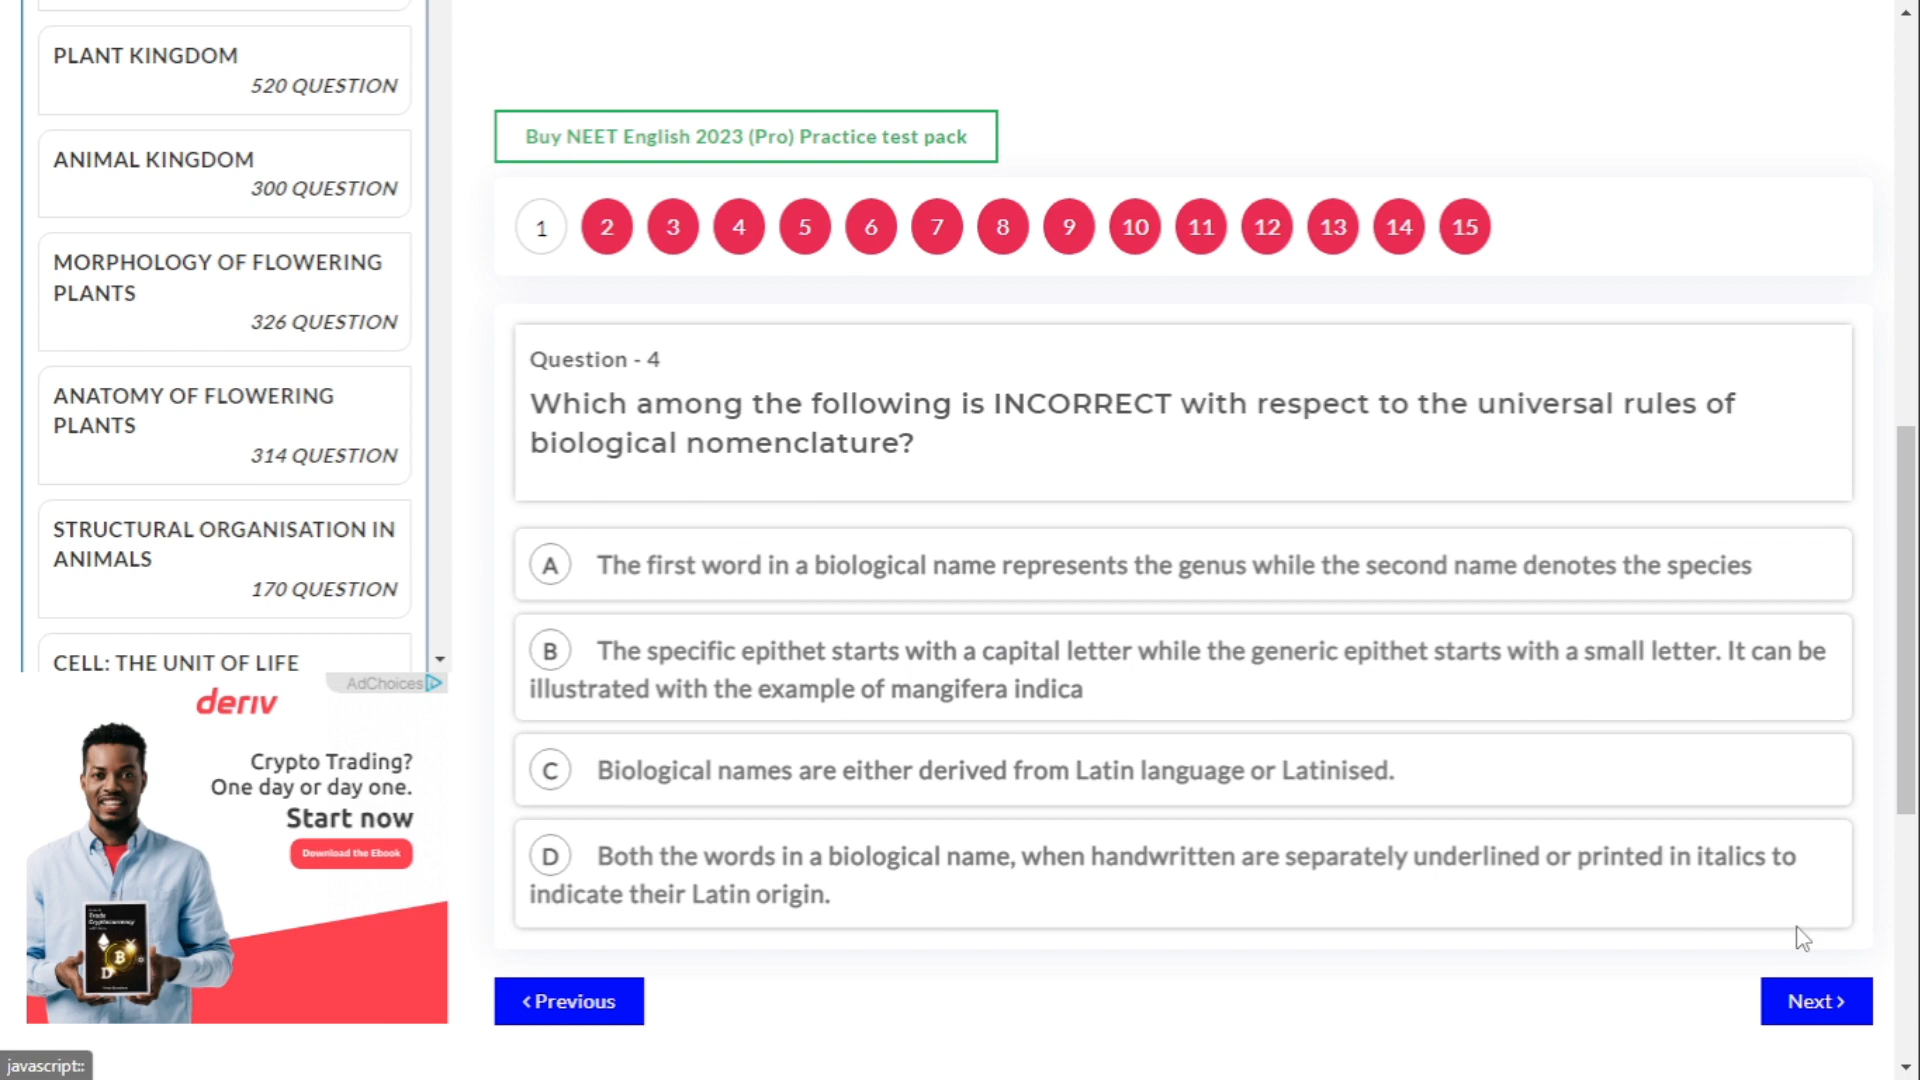 PLANT KINGDOM
520 QUESTION
ANIMAL KINGDOM
300 QUESTION
MORPHOLOGY OF FLOWERING
PLANTS
326 QUESTION
ANATOMY OF FLOWERING
PLANTS
314 QUESTION
STRUCTURAL ORGANISATION IN
ANIMALS
170 QUESTION
CELL: THE UNIT OF LIFE
AdChoices
deriv
Crypto Trading?
One day or day one.
Start now
Download the Ebook
Buy NEET English 2023 (Pro) Practice test pack
1 2 3 4 5 6 7 8 9 10 11 12 13 14 15
Question - 4
Which among the following is INCORRECT with respect to the universal rules of
biological nomenclature?
A The first word in a biological name represents the genus while the second name denotes the species
B The specific epithet starts with a capital letter while the generic epithet starts with a small letter. It can be
illustrated with the example of mangifera indica
C Biological names are either derived from Latin language or Latinised.
D Both the words in a biological name, when handwritten are separately underlined or printed in italics to
indicate their Latin origin.
‹ Previous
Next ›
javascript:;